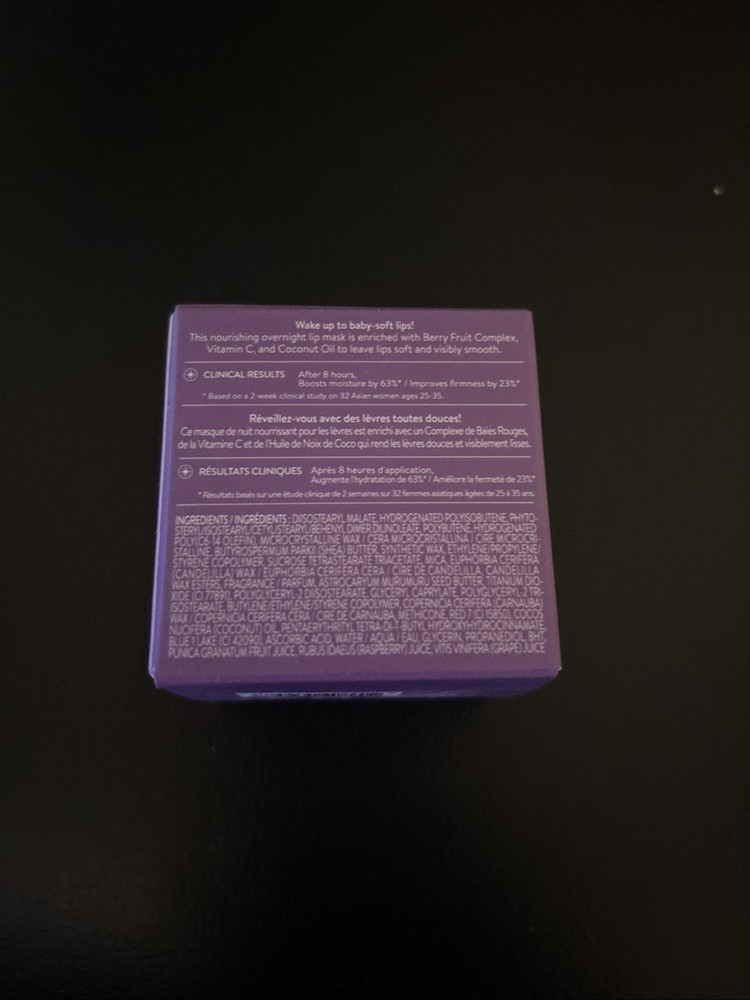 Wake up to baby-soft lips!
This nourishing overnight lip mask is enriched with Berry Fruit Complex,
Vitamin C, and Coconut Oil to leave lips soft and visibly smooth.
CLINICAL RESULTS After 8 hours,
Boosts moisture by 63%* / Improves firmness by 23%*
* Based on a 2-week clinical study on 32 Asian women ages 25-35.
Réveillez-vous avec des lèvres toutes douces!
Ce masque de nuit nourrissant pour les lèvres est enrichi avec un Complexe de Baies Rouges,
de la Vitamine C et de l'Huile de Noix de Coco qui rend les lèvres douces et visiblement lisses.
RÉSULTATS CLINIQUES Après 8 heures d'application,
Augmente l'hydratation de 63%* / Améliore la fermeté de 23%*
* Résultats basés sur une étude clinique de 2 semaines sur 32 femmes asiatiques âgées de 25 à 35 ans.
INGREDIENTS / INGRÉDIENTS : DIISOSTEARYL MALATE, HYDROGENATED POLYISOBUTENE, PHYTO-
STERYL/ISOSTEARYL/CETYL/STEARYL/BEHENYL DIMER DILINOLEATE, POLYBUTENE, HYDROGENATED
POLY(C6-14 OLEFIN), MICROCRYSTALLINE WAX / CERA MICROCRISTALLINA / CIRE MICROCRI-
STALLINE, BUTYROSPERMUM PARKII (SHEA) BUTTER, SYNTHETIC WAX, ETHYLENE/PROPYLENE/
STYRENE COPOLYMER, SUCROSE TETRASTEARATE TRIACETATE, MICA, EUPHORBIA CERIFERA
(CANDELILLA) WAX / EUPHORBIA CERIFERA CERA / CIRE DE CANDELILLA, CANDELILLA
WAX ESTERS, FRAGRANCE / PARFUM, ASTROCARYUM MURUMURU SEED BUTTER, TITANIUM DIO-
XIDE (CI 77891), POLYGLYCERYL-2 DIISOSTEARATE, GLYCERYL CAPRYLATE, POLYGLYCERYL-2 TRI-
ISOSTEARATE, BUTYLENE/ETHYLENE/STYRENE COPOLYMER, COPERNICIA CERIFERA (CARNAUBA)
WAX / COPERNICIA CERIFERA CERA / CIRE DE CARNAUBA, METHICONE, RED 7 (CI 15850), COCOS
NUCIFERA (COCONUT) OIL, PENTAERYTHRITYL TETRA-DI-T-BUTYL HYDROXYHYDROCINNAMATE,
BLUE 1 LAKE (CI 42090), ASCORBIC ACID, WATER / AQUA / EAU, GLYCERIN, PROPANEDIOL, BHT,
PUNICA GRANATUM FRUIT JUICE, RUBUS IDAEUS (RASPBERRY) JUICE, VITIS VINIFERA (GRAPE) JUICE